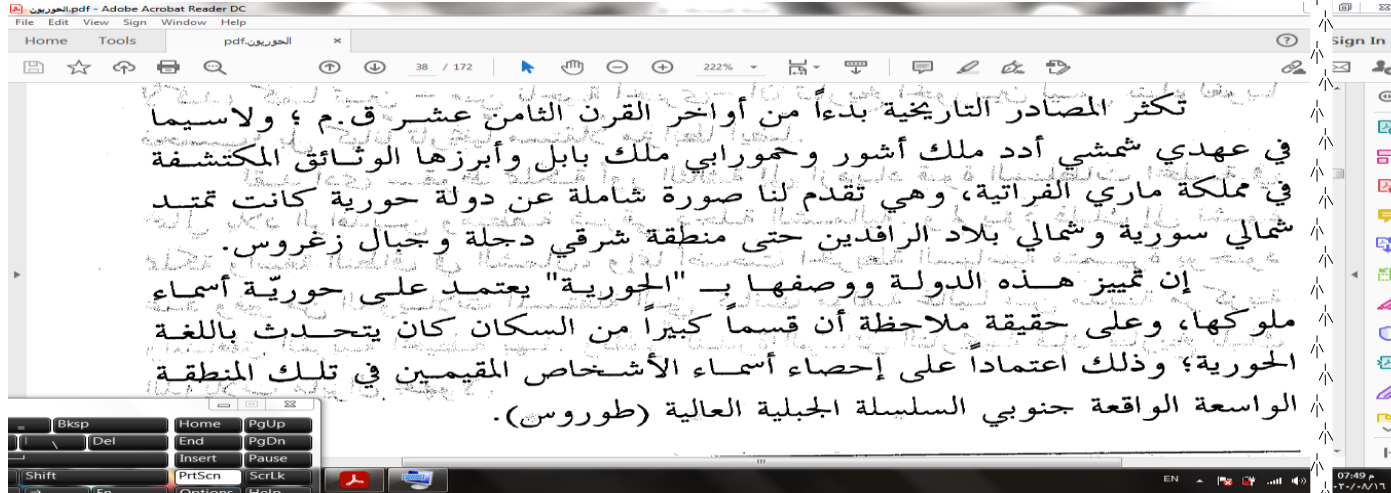 الحوريون.pdf - Adobe Acrobat Reader DC
File Edit View Sign Window Help
Home Tools الحوريون.pdf × Sign In
38 / 172 222%
تكثر المصادر التاريخية بدءاً من أواخر القرن الثامن عشر ق.م ؛ ولاسيما
في عهدي شمشي أدد ملك أشور وحمورابي ملك بابل وأبرزها الوثائق المكتشفة
في مملكة ماري الفراتية، وهي تقدم لنا صورة شاملة عن دولة حورية كانت تمتد
شمالي سورية وشمالي بلاد الرافدين حتى منطقة شرقي دجلة وجبال زغروس.
إن تمييز هذه الدولة ووصفها بـ "الحورية" يعتمد على حوريّة أسماء
ملوكها، وعلى حقيقة ملاحظة أن قسماً كبيراً من السكان كان يتحدث باللغة
الحورية؛ وذلك اعتماداً على إحصاء أسماء الأشخاص المقيمين في تلك المنطقة
الواسعة الواقعة جنوبي السلسلة الجبلية العالية (طوروس).
= Bksp Home PgUp
\ Del End PgDn
Insert Pause
Shift PrtScn ScrLk
Fn Options Help
EN 07:49 م